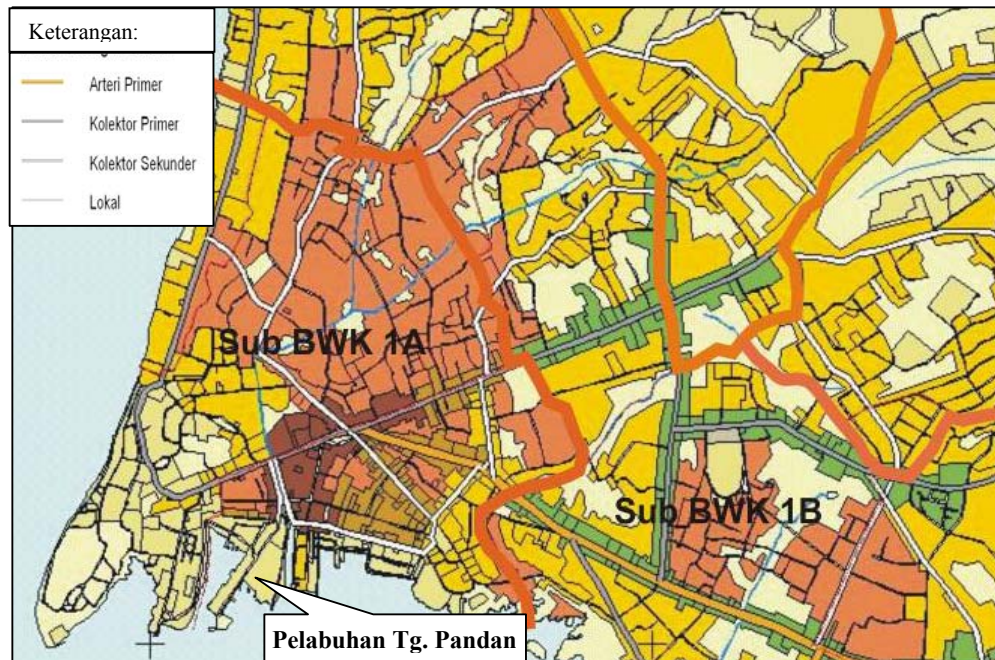 Keterangan:
Arteri Primer
Kolektor Primer
Kolektor Sekunder
Lokal
Sub BWK 1A
Sub BWK 1B
Pelabuhan Tg. Pandan